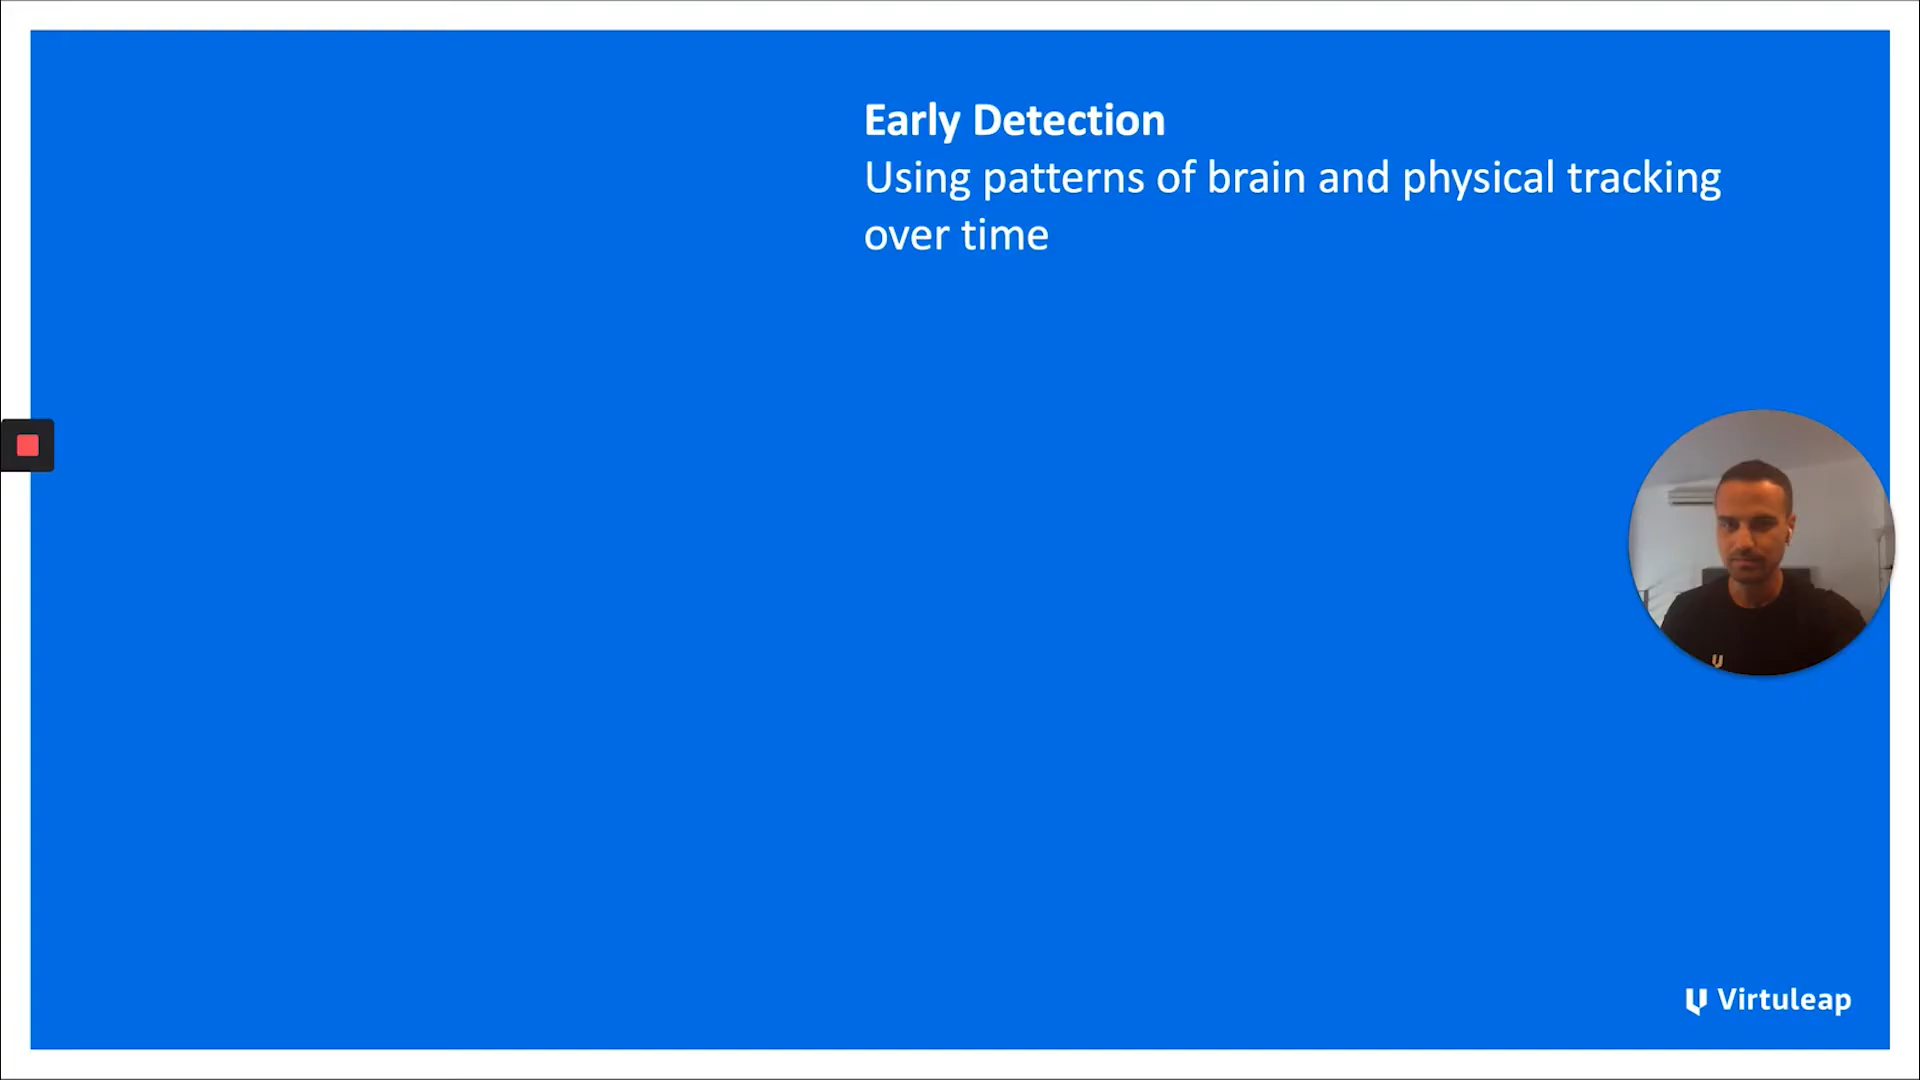 Early Detection
Using patterns of brain and physical tracking
over time
Virtuleap